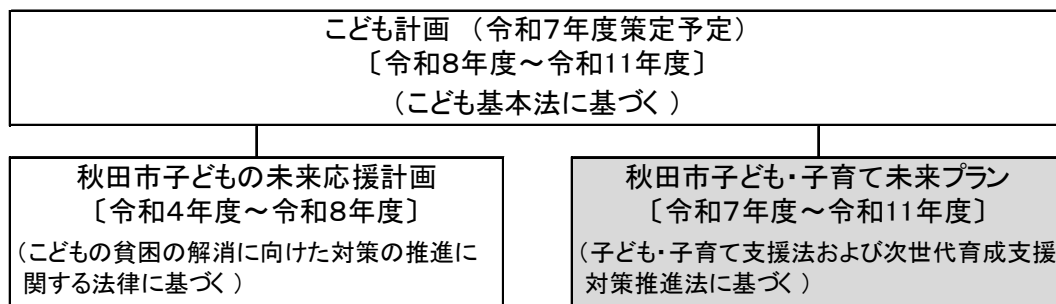 こども計画 （令和７年度策定予定）
〔令和８年度～令和11年度〕
（こども基本法に基づく ）
秋田市子どもの未来応援計画
〔令和４年度～令和８年度〕
（こどもの貧困の解消に向けた対策の推進に
関する法律に基づく ）
秋田市子ども・子育て未来プラン
〔令和７年度～令和11年度〕
（子ども・子育て支援法および次世代育成支援
対策推進法に基づく ）